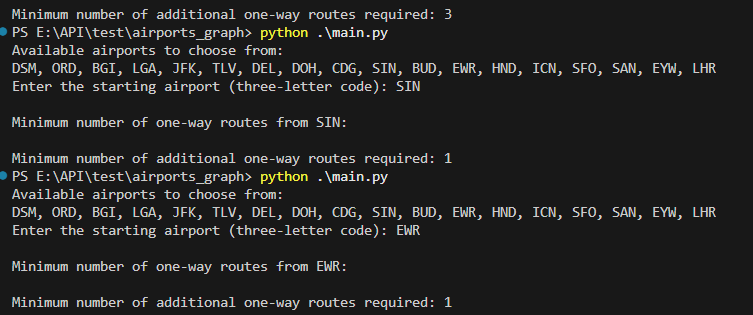 Minimum number of additional one-way routes required: 3
PS E:\API\test\airports_graph> python .\main.py
Available airports to choose from:
DSM, ORD, BGI, LGA, JFK, TLV, DEL, DOH, CDG, SIN, BUD, EWR, HND, ICN, SFO, SAN, EYW, LHR
Enter the starting airport (three-letter code): SIN
Minimum number of one-way routes from SIN:
Minimum number of additional one-way routes required: 1
PS E:\API\test\airports_graph> python .\main.py
Available airports to choose from:
DSM, ORD, BGI, LGA, JFK, TLV, DEL, DOH, CDG, SIN, BUD, EWR, HND, ICN, SFO, SAN, EYW, LHR
Enter the starting airport (three-letter code): EWR
Minimum number of one-way routes from EWR:
Minimum number of additional one-way routes required: 1